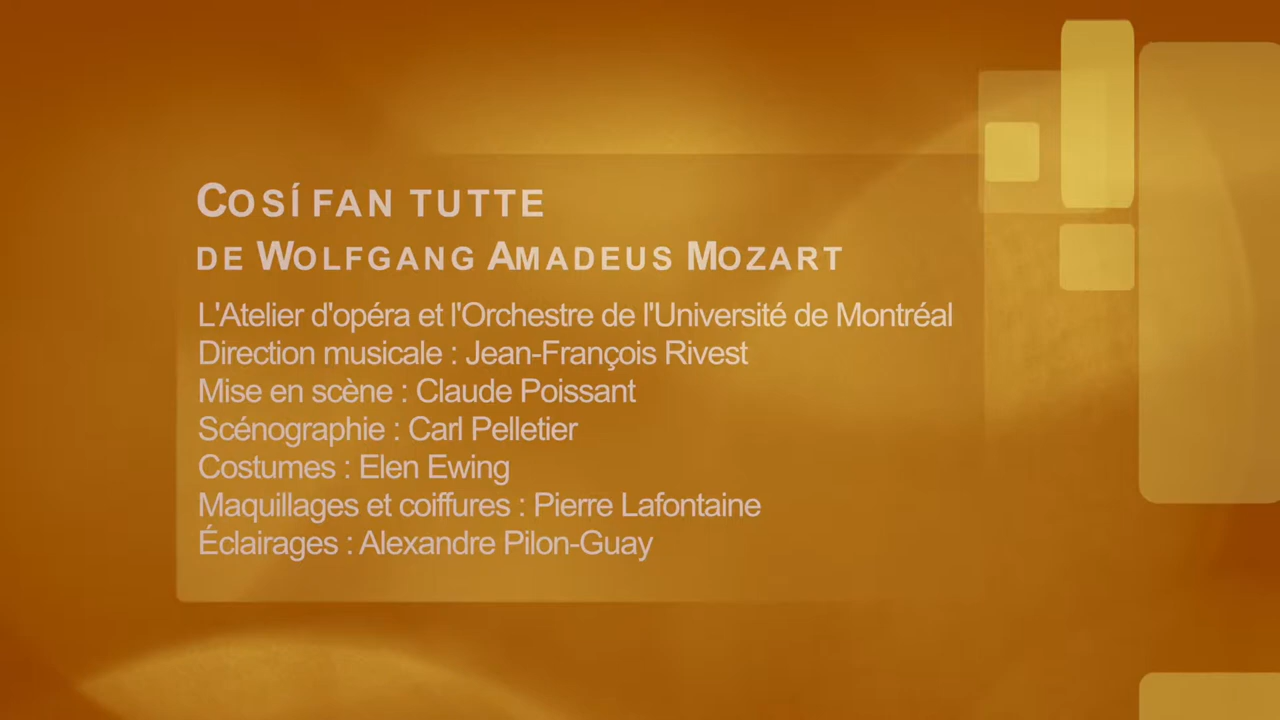 COSÍ FAN TUTTE
DE WOLFGANG AMADEUS MOZART
L'Atelier d'opéra et l'Orchestre de l'Université de Montréal
Direction musicale : Jean-François Rivest
Mise en scène : Claude Poissant
Scénographie : Carl Pelletier
Costumes : Elen Ewing
Maquillages et coiffures : Pierre Lafontaine
Éclairages : Alexandre Pilon-Guay